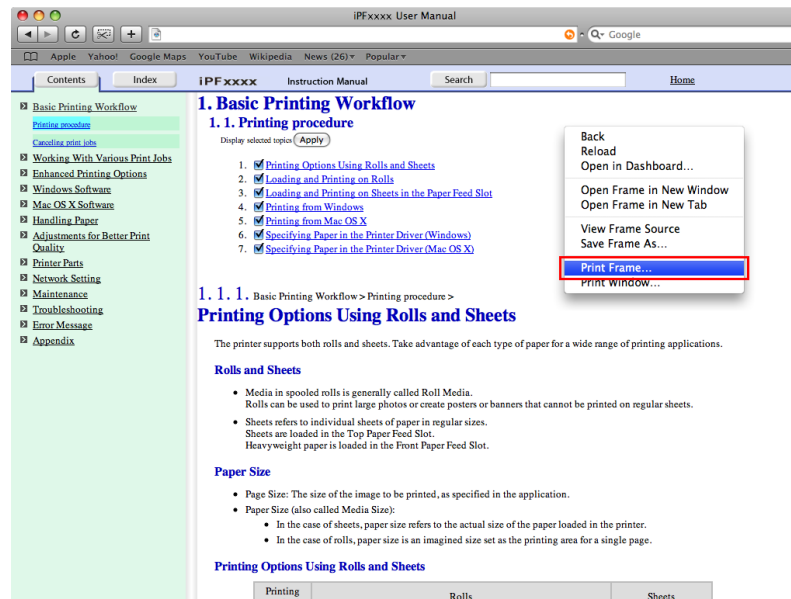 iPFxxxx User Manual
Google
Apple Yahoo! Google Maps YouTube Wikipedia News (26) Popular
Contents Index iPFxxxx Instruction Manual Search Home
Basic Printing Workflow
Printing procedure
Canceling print jobs
Working With Various Print Jobs
Enhanced Printing Options
Windows Software
Mac OS X Software
Handling Paper
Adjustments for Better Print
Quality
Printer Parts
Network Setting
Maintenance
Troubleshooting
Error Message
Appendix
1. Basic Printing Workflow
1. 1. Printing procedure
Display selected topics Apply
1. Printing Options Using Rolls and Sheets
2. Loading and Printing on Rolls
3. Loading and Printing on Sheets in the Paper Feed Slot
4. Printing from Windows
5. Printing from Mac OS X
6. Specifying Paper in the Printer Driver (Windows)
7. Specifying Paper in the Printer Driver (Mac OS X)
Back
Reload
Open in Dashboard...
Open Frame in New Window
Open Frame in New Tab
View Frame Source
Save Frame As...
Print Frame...
Print Window...
1. 1. 1. Basic Printing Workflow > Printing procedure >
Printing Options Using Rolls and Sheets
The printer supports both rolls and sheets. Take advantage of each type of paper for a wide range of printing applications.
Rolls and Sheets
• Media in spooled rolls is generally called Roll Media.
Rolls can be used to print large photos or create posters or banners that cannot be printed on regular sheets.
• Sheets refers to individual sheets of paper in regular sizes.
Sheets are loaded in the Top Paper Feed Slot.
Heavyweight paper is loaded in the Front Paper Feed Slot.
Paper Size
• Page Size: The size of the image to be printed, as specified in the application.
• Paper Size (also called Media Size):
• In the case of sheets, paper size refers to the actual size of the paper loaded in the printer.
• In the case of rolls, paper size is an imagined size set as the printing area for a single page.
Printing Options Using Rolls and Sheets
Printing
Rolls Sheets